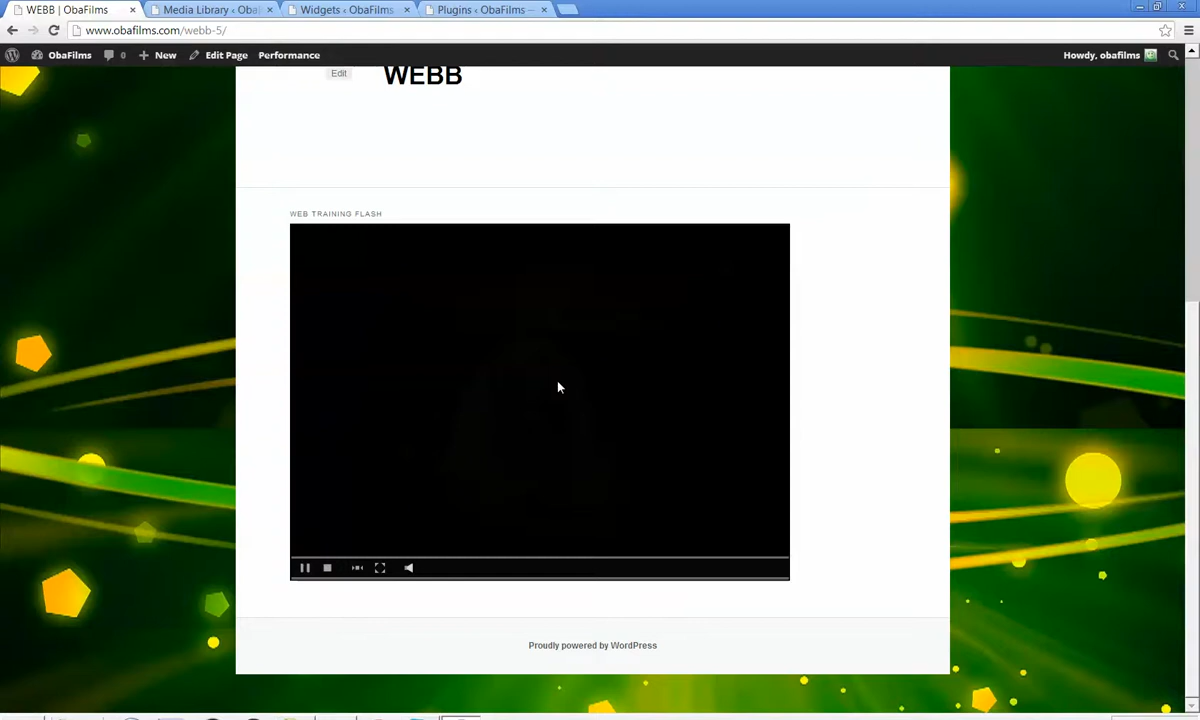 WEBB | ObaFilms
Media Library ‹ Oba
Widgets ‹ ObaFilms
Plugins ‹ ObaFilms —
www.obafilms.com/webb-5/
ObaFilms 0 New Edit Page Performance Howdy, obafilms
Edit WEBB
WEB TRAINING FLASH
Proudly powered by WordPress